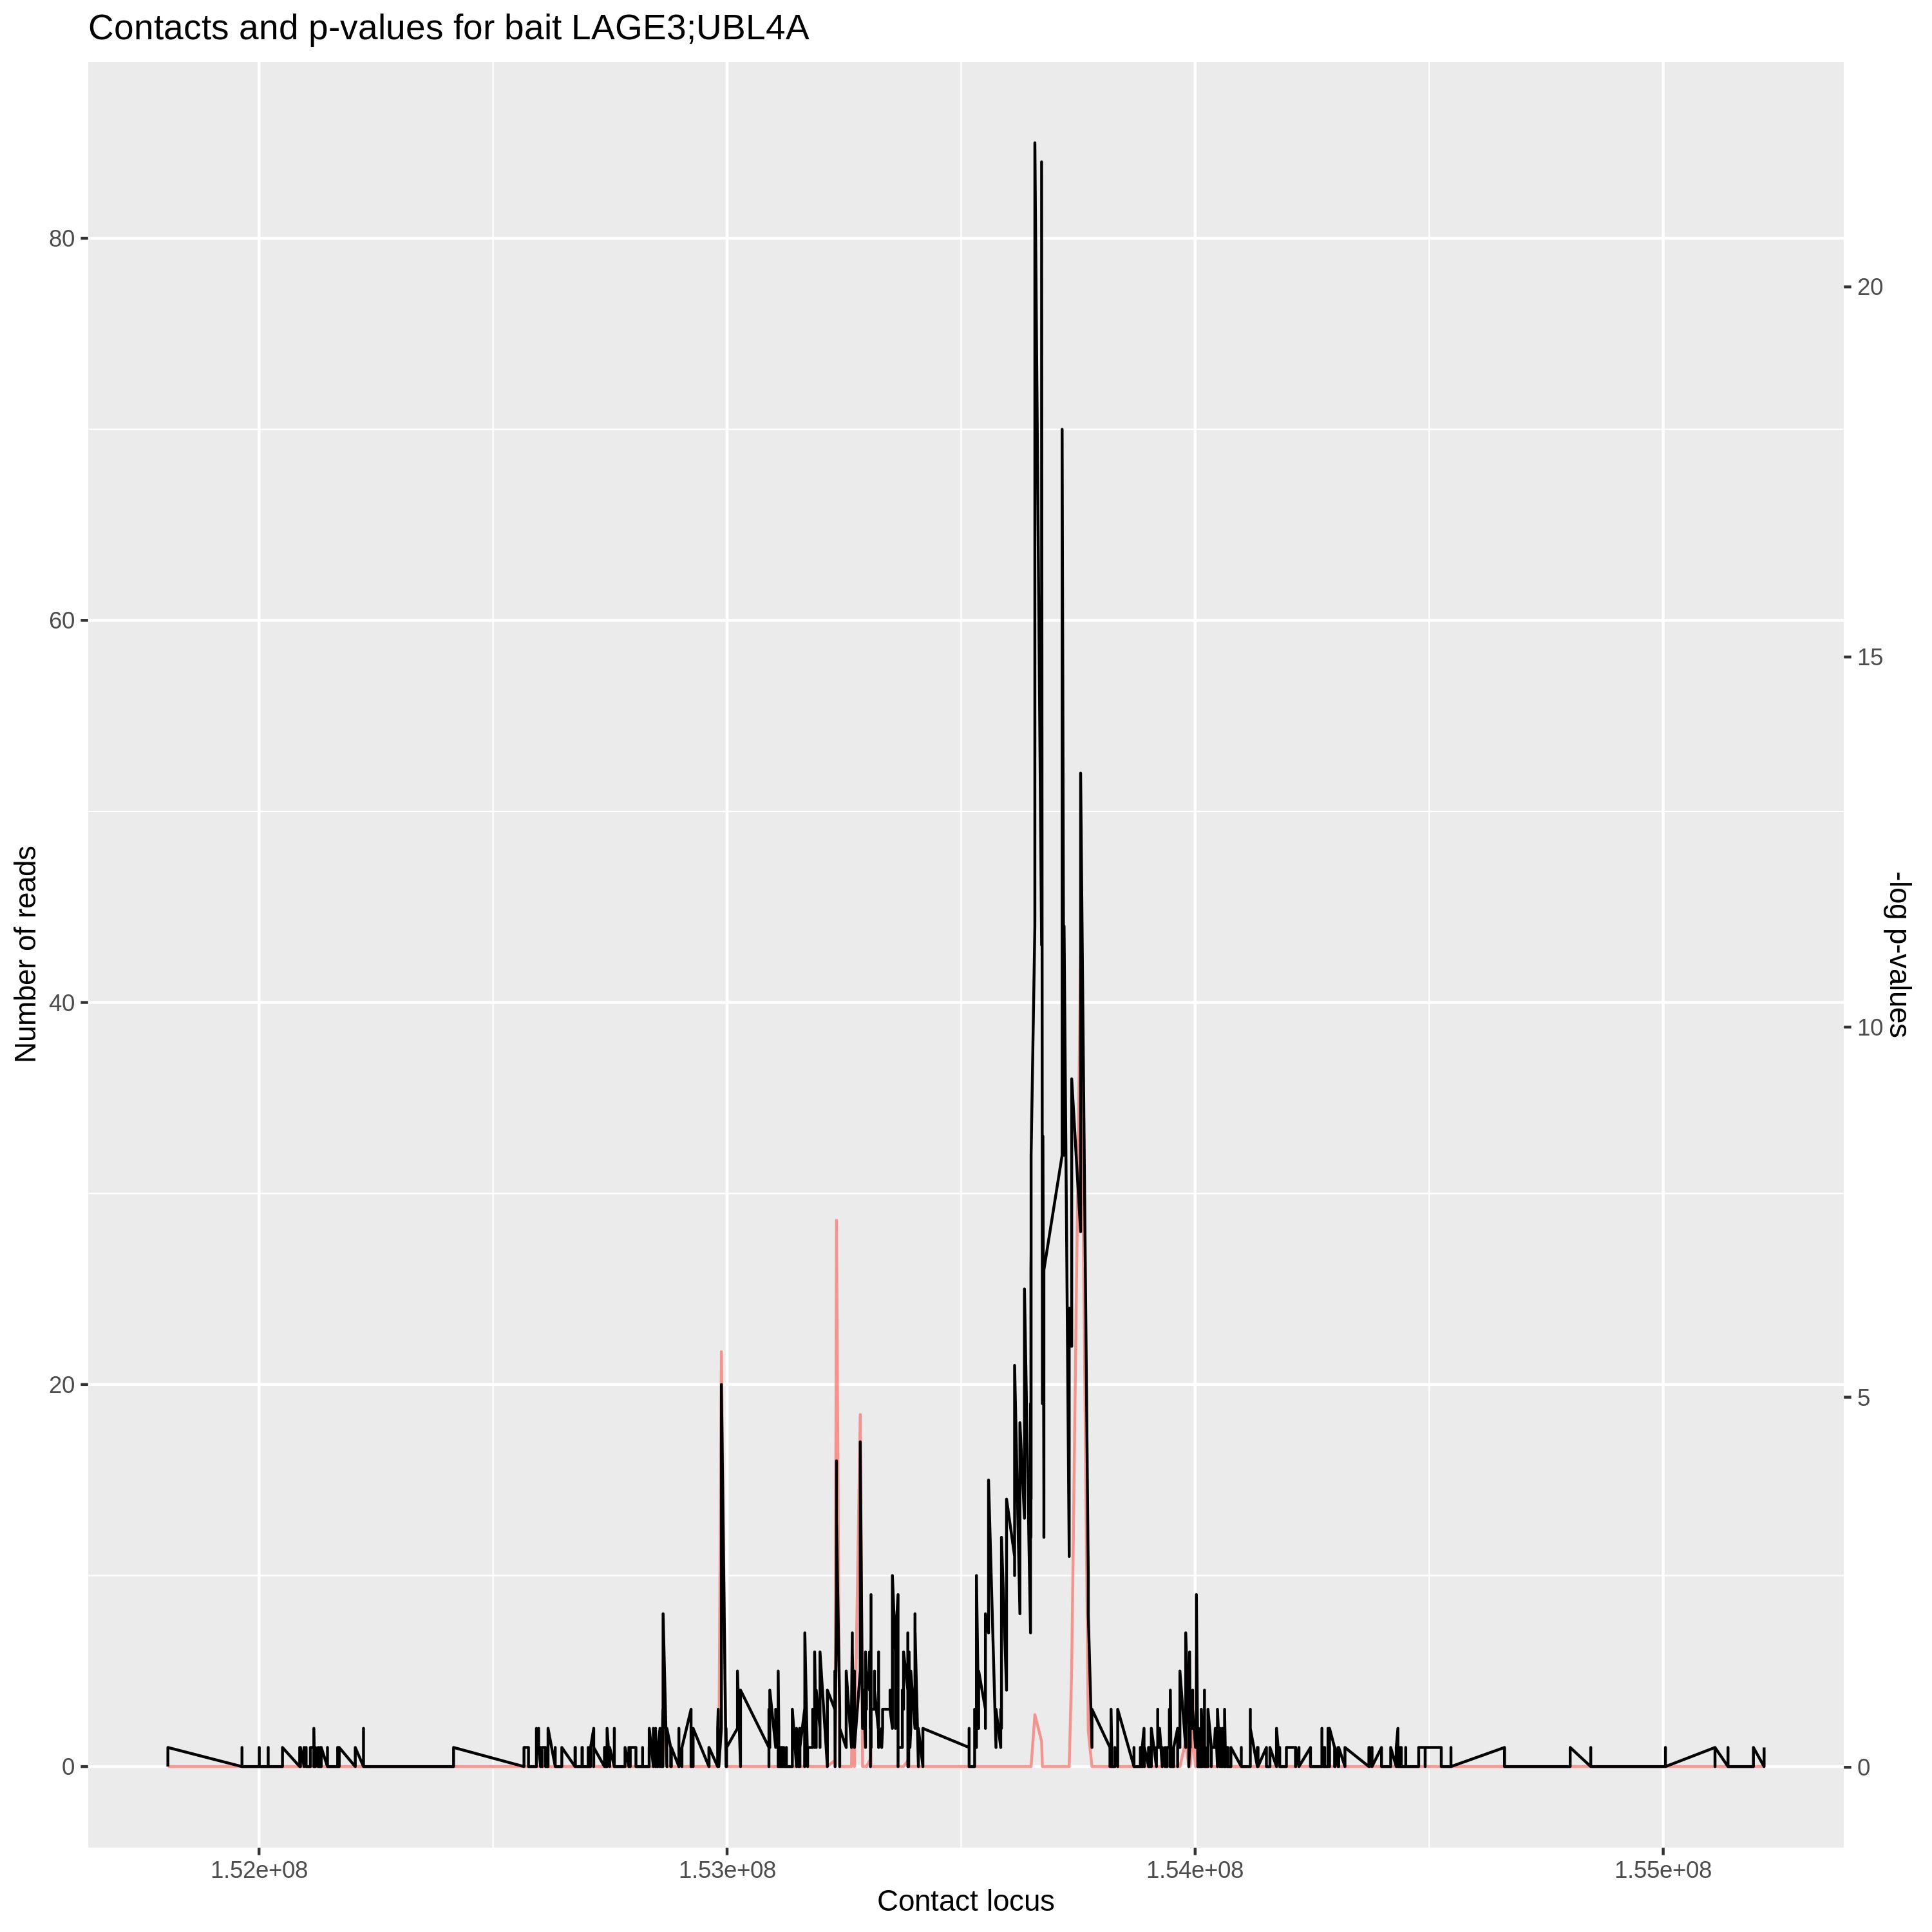 Contacts and p-values for bait LAGE3;UBL4A
80
60
40
20
0
Number of reads
20
15
10
5
0
-log p-values
1.52e+08
1.53e+08
1.54e+08
1.55e+08
Contact locus